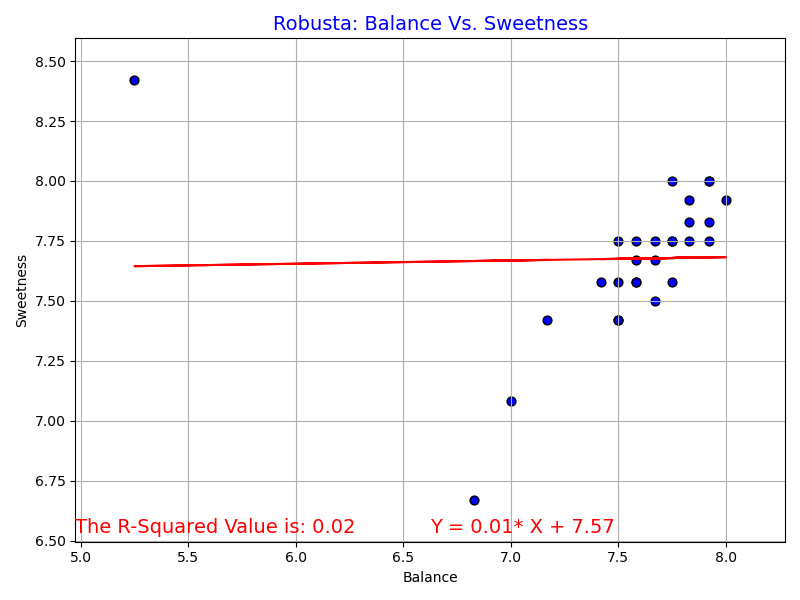 Robusta: Balance Vs. Sweetness
8.50
8.25
8.00
7.75
7.50
7.25
7.00
6.75
6.50
Sweetness
The R-Squared Value is: 0.02
Y = 0.01* X + 7.57
5.0 5.5 6.0 6.5 7.0 7.5 8.0
Balance